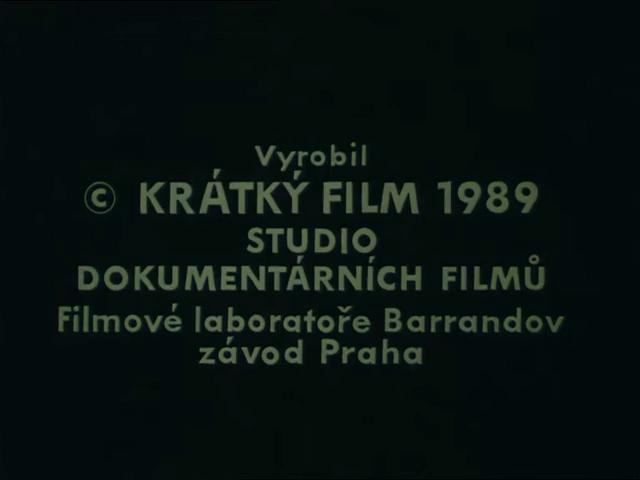 Vyrobil
© KRÁTKÝ FILM 1989
STUDIO
DOKUMENTÁRNÍCH FILMŮ
Filmové laboratoře Barrandov
závod Praha